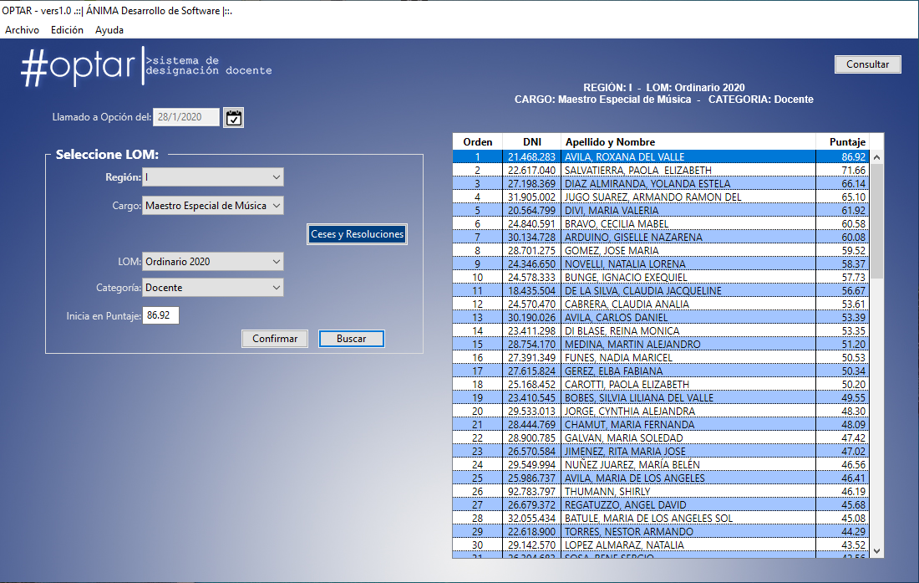 OPTAR - vers1.0 .::| ÁNIMA Desarrollo de Software |::.
Archivo Edición Ayuda
#optar >sistema de
designación docente
Consultar
REGIÓN: I - LOM: Ordinario 2020
CARGO: Maestro Especial de Música - CATEGORIA: Docente
Llamado a Opción del: 28/1/2020
Seleccione LOM:
Región: I
Cargo: Maestro Especial de Música
Ceses y Resoluciones
LOM: Ordinario 2020
Categoría: Docente
Inicia en Puntaje: 86.92
Confirmar Buscar
Orden DNI Apellido y Nombre Puntaje
1 21.468.283 AVILA, ROXANA DEL VALLE 86.92
2 22.617.040 SALVATIERRA, PAOLA ELIZABETH 71.66
3 27.198.369 DIAZ ALMIRANDA, YOLANDA ESTELA 66.14
4 31.905.002 JUGO SUAREZ, ARMANDO RAMON DEL 65.10
5 20.564.799 DIVI, MARIA VALERIA 61.92
6 24.840.591 BRAVO, CECILIA MABEL 60.58
7 30.134.728 ARDUINO, GISELLE NAZARENA 60.08
8 28.701.275 GOMEZ, JOSE MARIA 59.52
9 24.346.650 NOVELLI, NATALIA LORENA 58.37
10 24.578.333 BUNGE, IGNACIO EXEQUIEL 57.73
11 18.435.504 DE LA SILVA, CLAUDIA JACQUELINE 56.67
12 24.570.470 CABRERA, CLAUDIA ANALIA 53.61
13 30.190.026 AVILA, CARLOS DANIEL 53.39
14 23.411.298 DI BLASE, REINA MONICA 53.35
15 28.754.170 MEDINA, MARTIN ALEJANDRO 51.20
16 27.391.349 FUNES, NADIA MARICEL 50.53
17 27.615.824 GEREZ, ELBA FABIANA 50.34
18 25.168.452 CAROTTI, PAOLA ELIZABETH 50.20
19 23.410.545 BOBES, SILVIA LILIANA DEL VALLE 49.55
20 29.533.013 JORGE, CYNTHIA ALEJANDRA 48.30
21 28.444.769 CHAMUT, MARIA FERNANDA 48.09
22 28.900.785 GALVAN, MARIA SOLEDAD 47.42
23 26.570.584 JIMENEZ, RITA MARIA JOSE 47.02
24 29.549.994 NUÑEZ JUAREZ, MARÍA BELÉN 46.56
25 25.986.737 AVILA, MARIA DE LOS ANGELES 46.41
26 92.783.797 THUMANN, SHIRLY 46.19
27 26.679.372 REGATUZZO, ANGEL DAVID 45.68
28 32.055.434 BATULE, MARIA DE LOS ANGELES SOL 45.08
29 22.618.900 TORRES, NESTOR ARMANDO 44.29
30 29.142.570 LOPEZ ALMARAZ, NATALIA 43.52